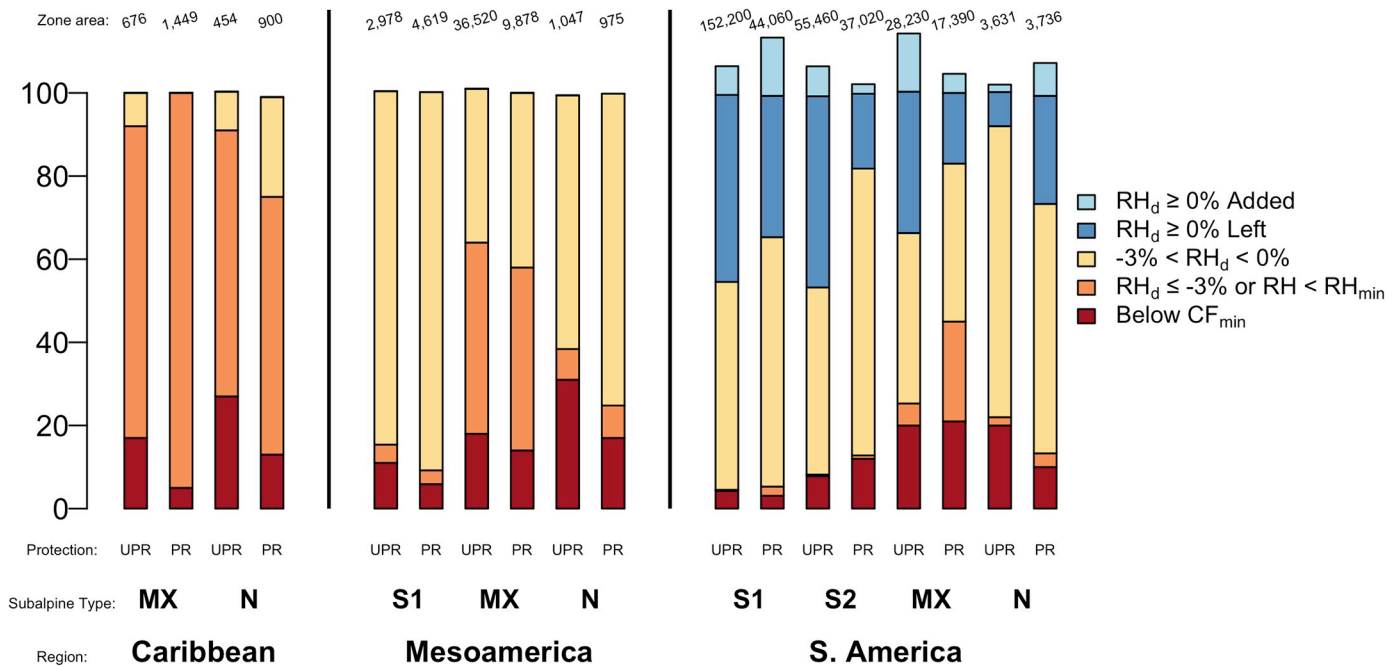 Zone area: 676 1,449 454 900 2,978 4,619 36,520 9,878 1,047 975 152,200 44,060 55,460 37,020 28,230 17,390 3,631 3,736
100
80
60
40
20
0
RHd ≥ 0% Added
RHd ≥ 0% Left
-3% < RHd < 0%
RHd ≤ -3% or RH < RHmin
Below CFmin
Protection: UPR PR UPR PR UPR PR UPR PR UPR PR UPR PR UPR PR UPR PR UPR PR
Subalpine Type: MX N S1 MX N S1 S2 MX N
Region: Caribbean Mesoamerica S. America